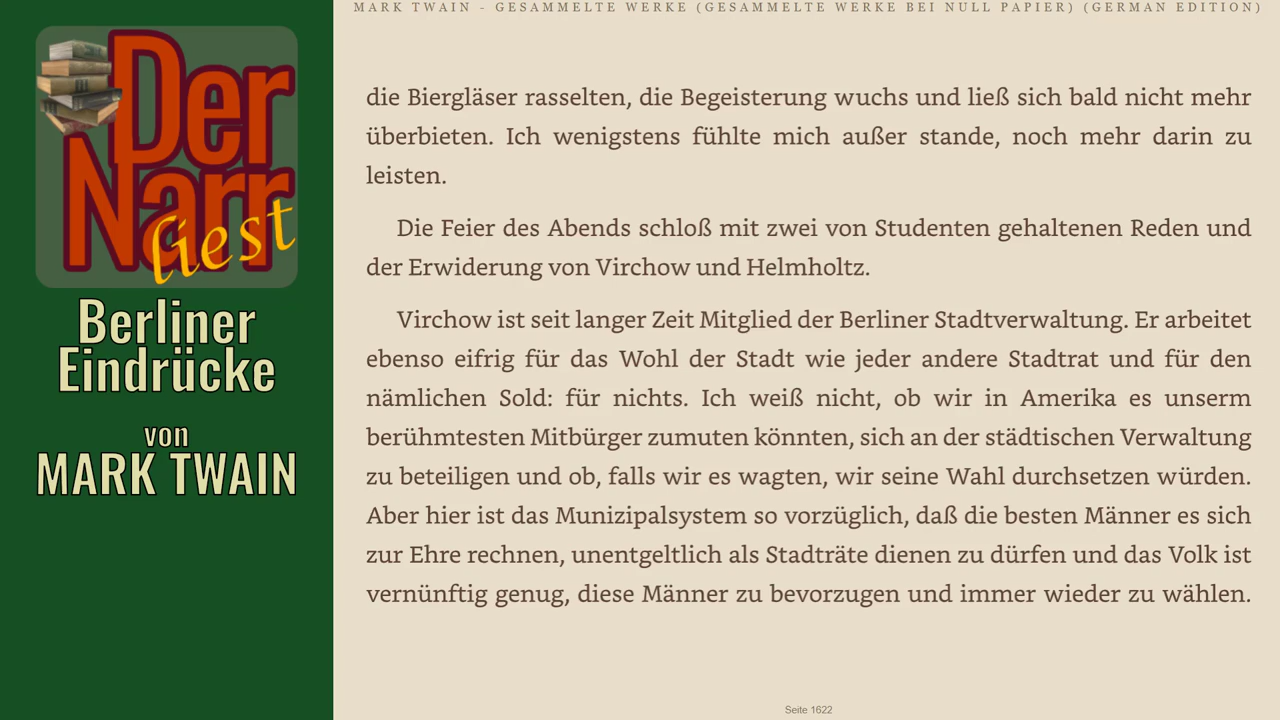 Der
Narr
liest
Berliner
Eindrücke
von
MARK TWAIN
MARK TWAIN - GESAMMELTE WERKE (GESAMMELTE WERKE BEI NULL PAPIER) (GERMAN EDITION)
die Biergläser rasselten, die Begeisterung wuchs und ließ sich bald nicht mehr
überbieten. Ich wenigstens fühlte mich außer stande, noch mehr darin zu
leisten.
Die Feier des Abends schloß mit zwei von Studenten gehaltenen Reden und
der Erwiderung von Virchow und Helmholtz.
Virchow ist seit langer Zeit Mitglied der Berliner Stadtverwaltung. Er arbeitet
ebenso eifrig für das Wohl der Stadt wie jeder andere Stadtrat und für den
nämlichen Sold: für nichts. Ich weiß nicht, ob wir in Amerika es unserm
berühmtesten Mitbürger zumuten könnten, sich an der städtischen Verwaltung
zu beteiligen und ob, falls wir es wagten, wir seine Wahl durchsetzen würden.
Aber hier ist das Munizipalsystem so vorzüglich, daß die besten Männer es sich
zur Ehre rechnen, unentgeltlich als Stadträte dienen zu dürfen und das Volk ist
vernünftig genug, diese Männer zu bevorzugen und immer wieder zu wählen.
Seite 1622